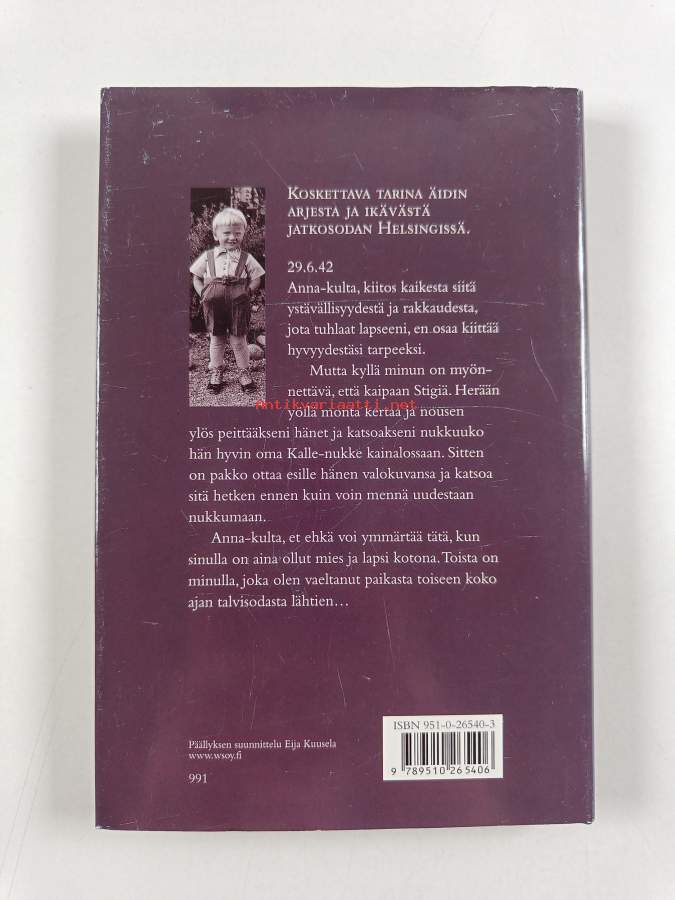 Koskettava tarina äidin
arjesta ja ikävästä
jatkosodan Helsingissä.
29.6.42
Anna-kulta, kiitos kaikesta siitä
ystävällisyydestä ja rakkaudesta,
jota tuhlaat lapseeni, en osaa kiittää
hyvyydestäsi tarpeeksi.
Mutta kyllä minun on myön-
nettävä, että kaipaan Stigiä. Herään
Antikvariaatti.net
yöllä monta kertaa ja nousen
ylös peittääkseni hänet ja katsoakseni nukkuuko
hän hyvin oma Kalle-nukke kainalossaan. Sitten
on pakko ottaa esille hänen valokuvansa ja katsoa
sitä hetken ennen kuin voin mennä uudestaan
nukkumaan.
Anna-kulta, et ehkä voi ymmärtää tätä, kun
sinulla on aina ollut mies ja lapsi kotona. Toista on
minulla, joka olen vaeltanut paikasta toiseen koko
ajan talvisodasta lähtien…
ISBN 951-0-26540-3
9 789510 265406
Päällyksen suunnittelu Eija Kuusela
www.wsoy.fi
991